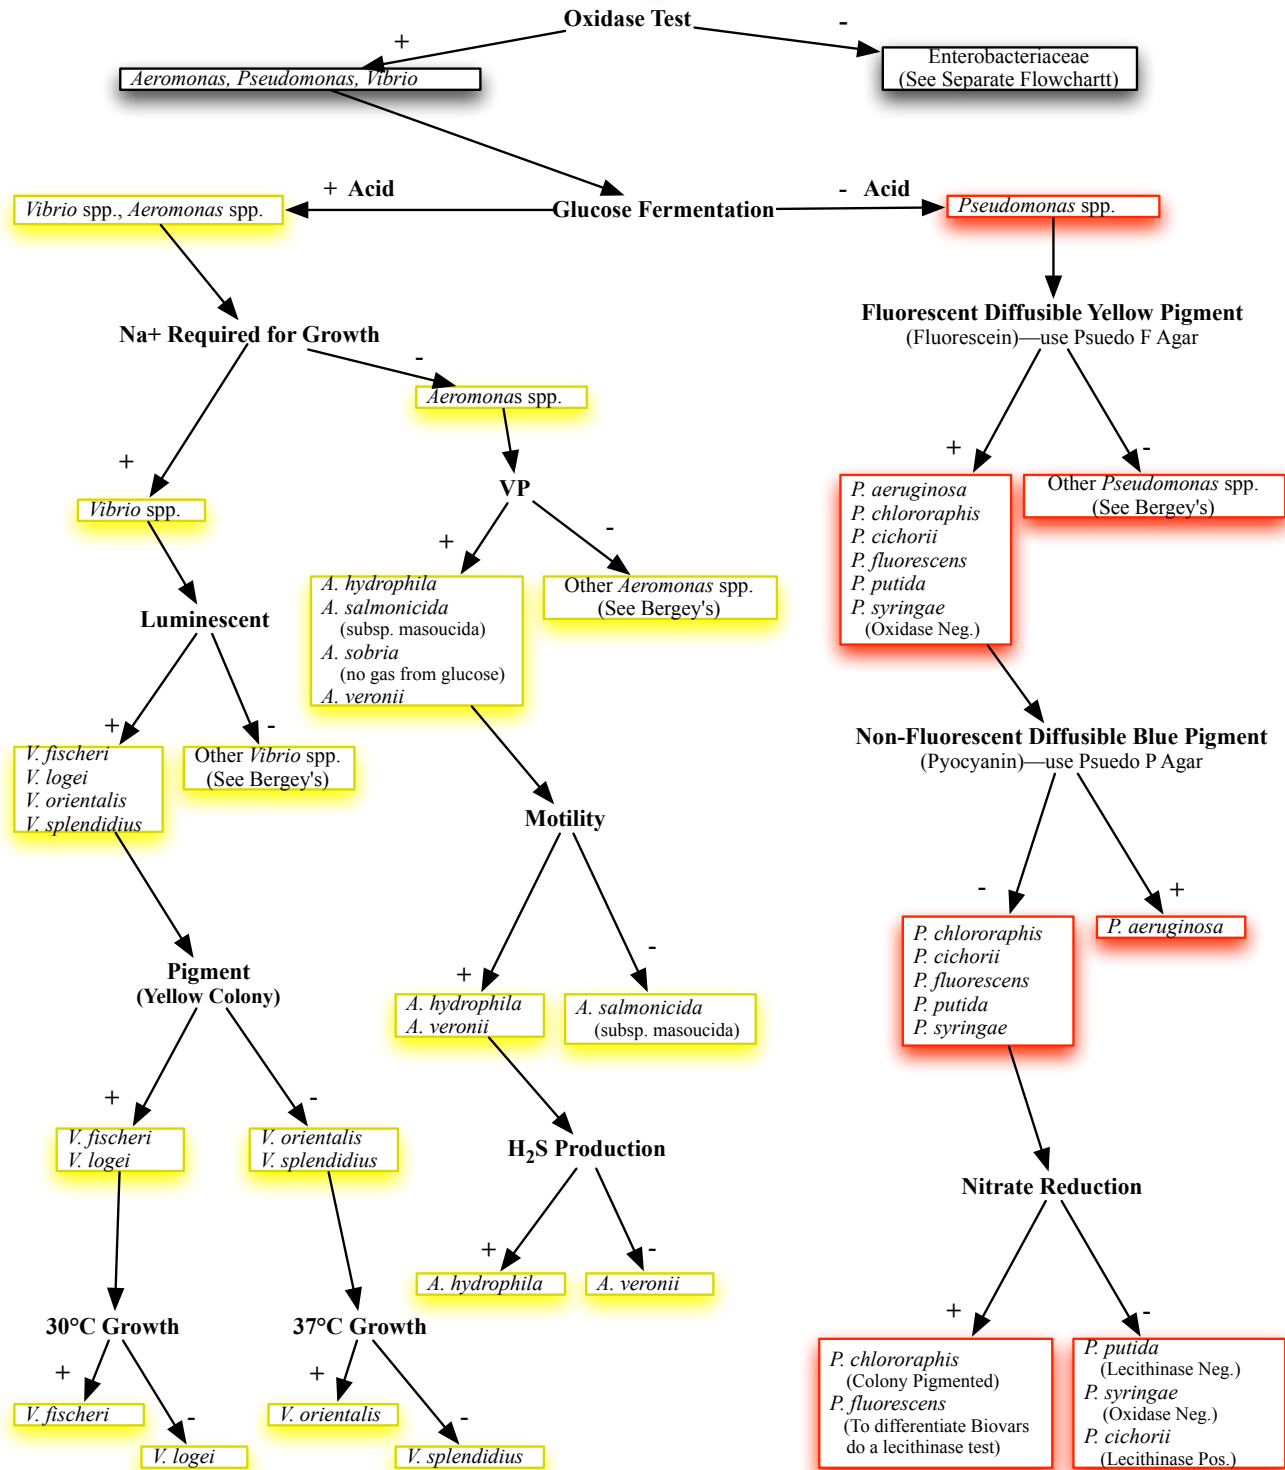 Oxidase Test
+
-
Aeromonas, Pseudomonas, Vibrio
Enterobacteriaceae
(See Separate Flowchartt)
+ Acid
- Acid
Vibrio spp., Aeromonas spp.
Glucose Fermentation
Pseudomonas spp.
Na+ Required for Growth
-
+
Aeromonas spp.
Vibrio spp.
VP
+
-
A. hydrophila
A. salmonicida
(subsp. masoucida)
A. sobria
(no gas from glucose)
A. veronii
Other Aeromonas spp.
(See Bergey's)
Luminescent
+
-
V. fischeri
V. logei
V. orientalis
V. splendidius
Other Vibrio spp.
(See Bergey's)
Motility
+
-
A. hydrophila
A. veronii
A. salmonicida
(subsp. masoucida)
Pigment
(Yellow Colony)
+
-
V. fischeri
V. logei
V. orientalis
V. splendidius
H2S Production
+
-
A. hydrophila
A. veronii
30°C Growth
+
-
V. fischeri
V. logei
37°C Growth
+
-
V. orientalis
V. splendidius
Fluorescent Diffusible Yellow Pigment
(Fluorescein)—use Psuedo F Agar
+
-
P. aeruginosa
P. chlororaphis
P. cichorii
P. fluorescens
P. putida
P. syringae
(Oxidase Neg.)
Other Pseudomonas spp.
(See Bergey's)
Non-Fluorescent Diffusible Blue Pigment
(Pyocyanin)—use Psuedo P Agar
-
+
P. chlororaphis
P. cichorii
P. fluorescens
P. putida
P. syringae
P. aeruginosa
Nitrate Reduction
+
-
P. chlororaphis
(Colony Pigmented)
P. fluorescens
(To differentiate Biovars
do a lecithinase test)
P. putida
(Lecithinase Neg.)
P. syringae
(Oxidase Neg.)
P. cichorii
(Lecithinase Pos.)